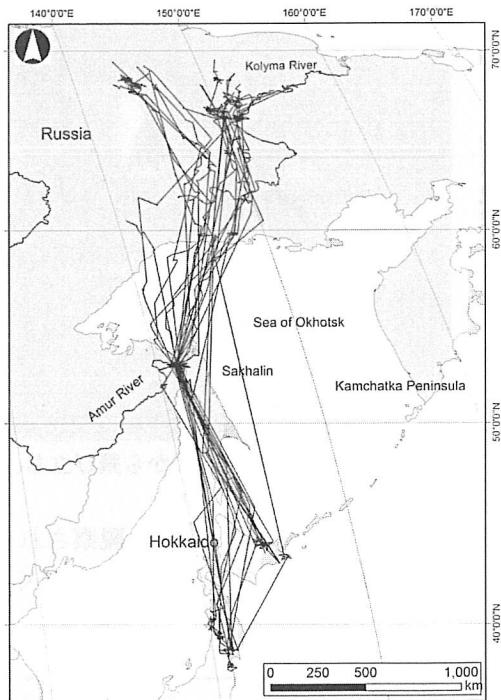 140°0'0"E
150°0'0"E
160°0'0"E
170°0'0"E
70°0'0"N
Kolyma River
Russia
60°0'0"N
Sea of Okhotsk
Sakhalin
Kamchatka Peninsula
Amur River
50°0'0"N
Hokkaido
40°0'0"N
0 250 500 1,000
km